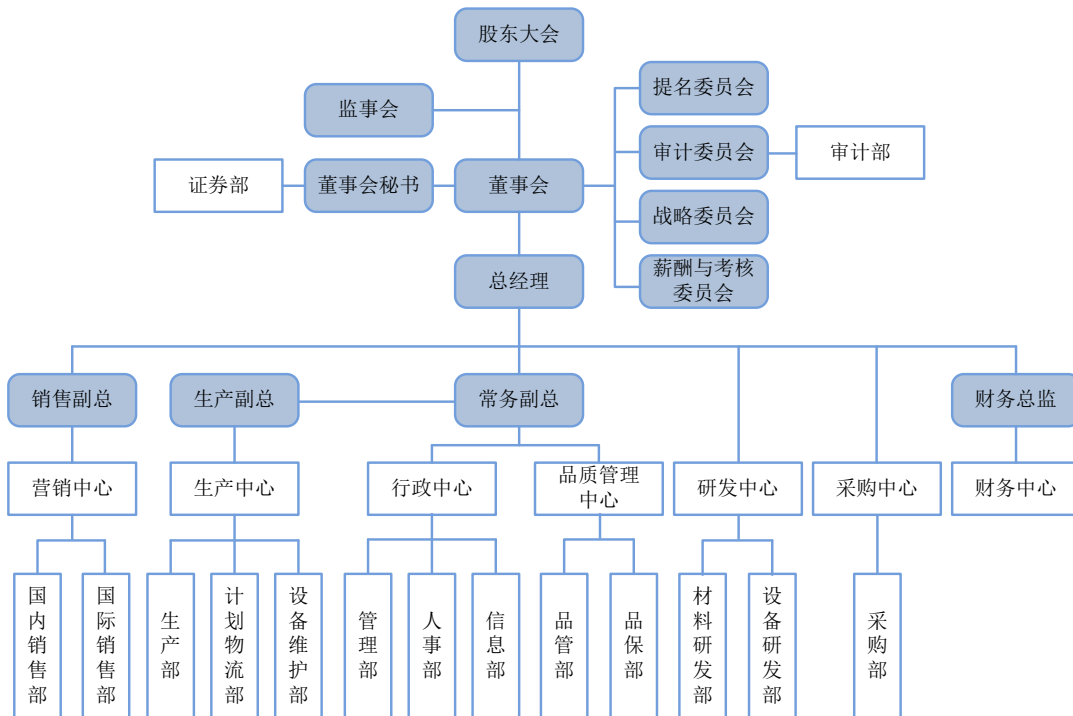 股东大会
监事会
提名委员会
审计委员会
审计部
证券部
董事会秘书
董事会
战略委员会
总经理
薪酬与考核
委员会
销售副总
生产副总
常务副总
财务总监
营销中心
生产中心
行政中心
品质管理
中心
研发中心
采购中心
财务中心
国内销售部
国际销售部
生产部
计划物流部
设备维护部
管理部
人事部
信息部
品管部
品保部
材料研发部
设备研发部
采购部